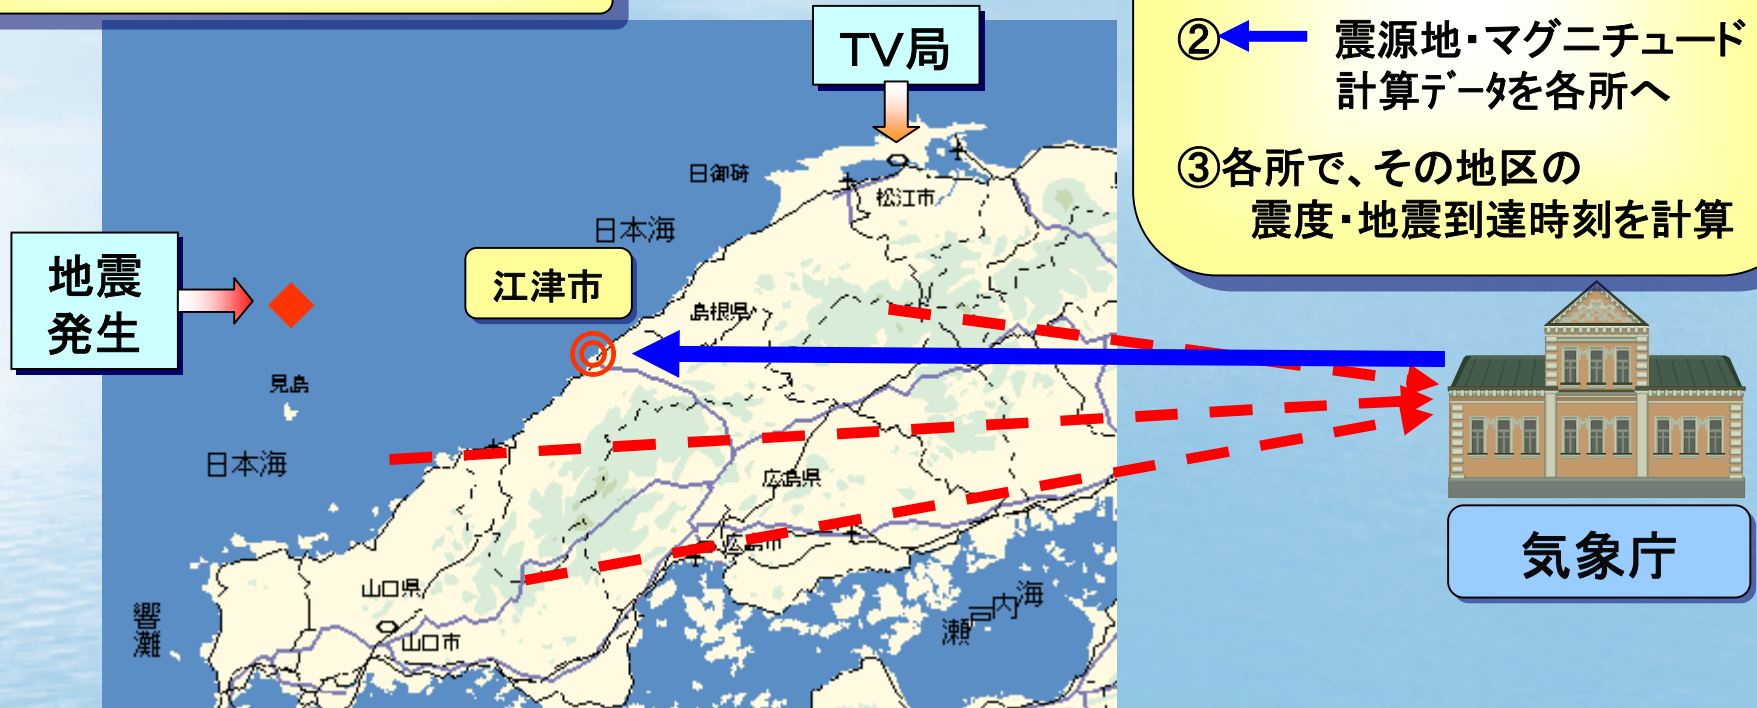 TV局
② 震源地・マグニチュード
計算ﾃﾞｰﾀを各所へ
③各所で、その地区の
震度・地震到達時刻を計算
日御碕
松江市
日本海
地震
発生
江津市
島根県
見島
日本海
広島県
広島市
気象庁
山口県
山口市
響灘
瀬戸内海